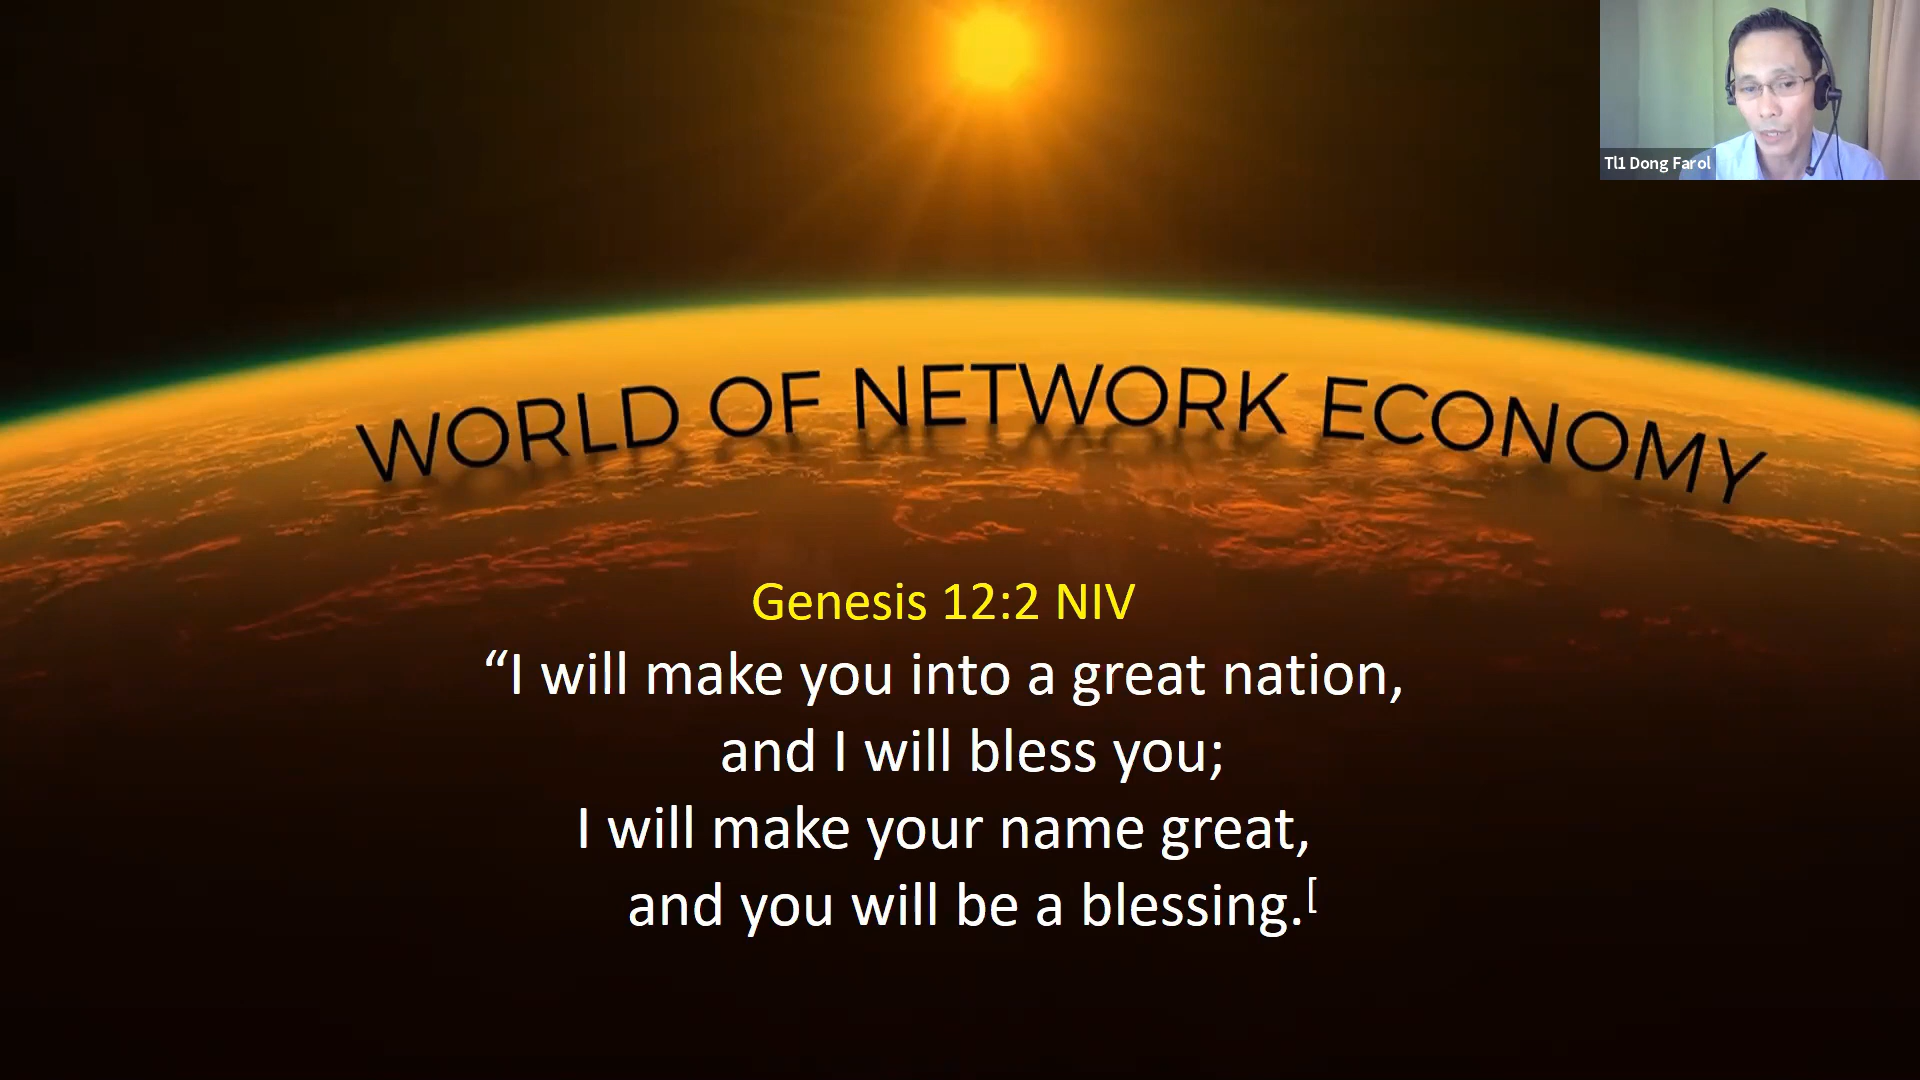 Tl1 Dong Farol
WORLD OF NETWORK ECONOMY
Genesis 12:2 NIV
“I will make you into a great nation,
and I will bless you;
I will make your name great,
and you will be a blessing.[